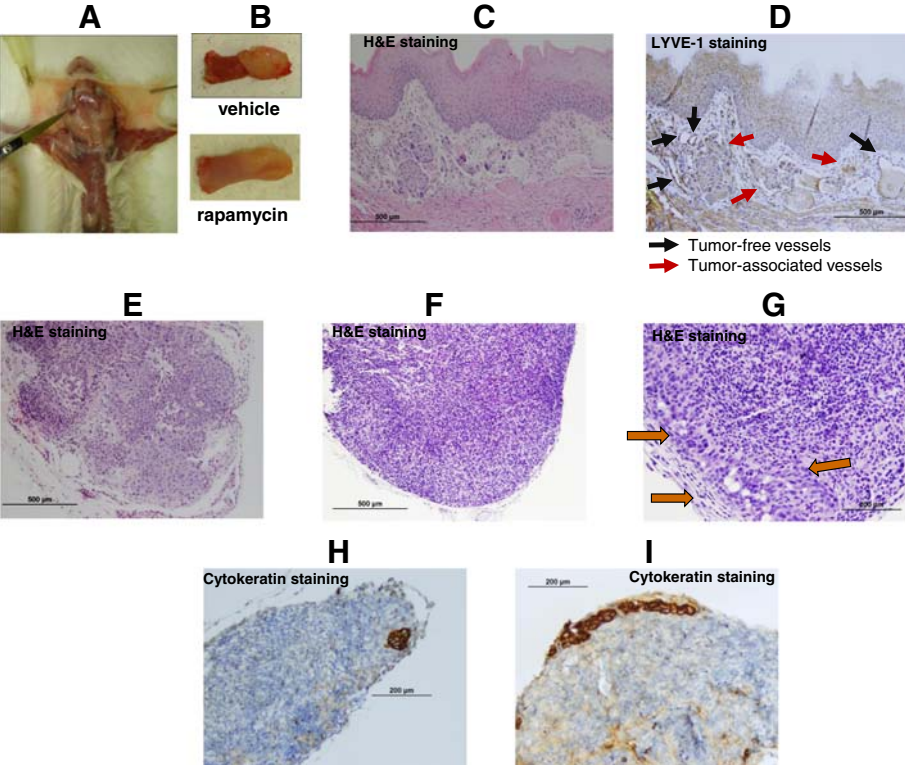 A
B
C
D
vehicle
rapamycin
H&E staining
500 µm
LYVE-1 staining
500 µm
Tumor-free vessels
Tumor-associated vessels
E
F
G
H&E staining
500 µm
H&E staining
500 µm
H&E staining
H
I
Cytokeratin staining
200 µm
200 µm
Cytokeratin staining